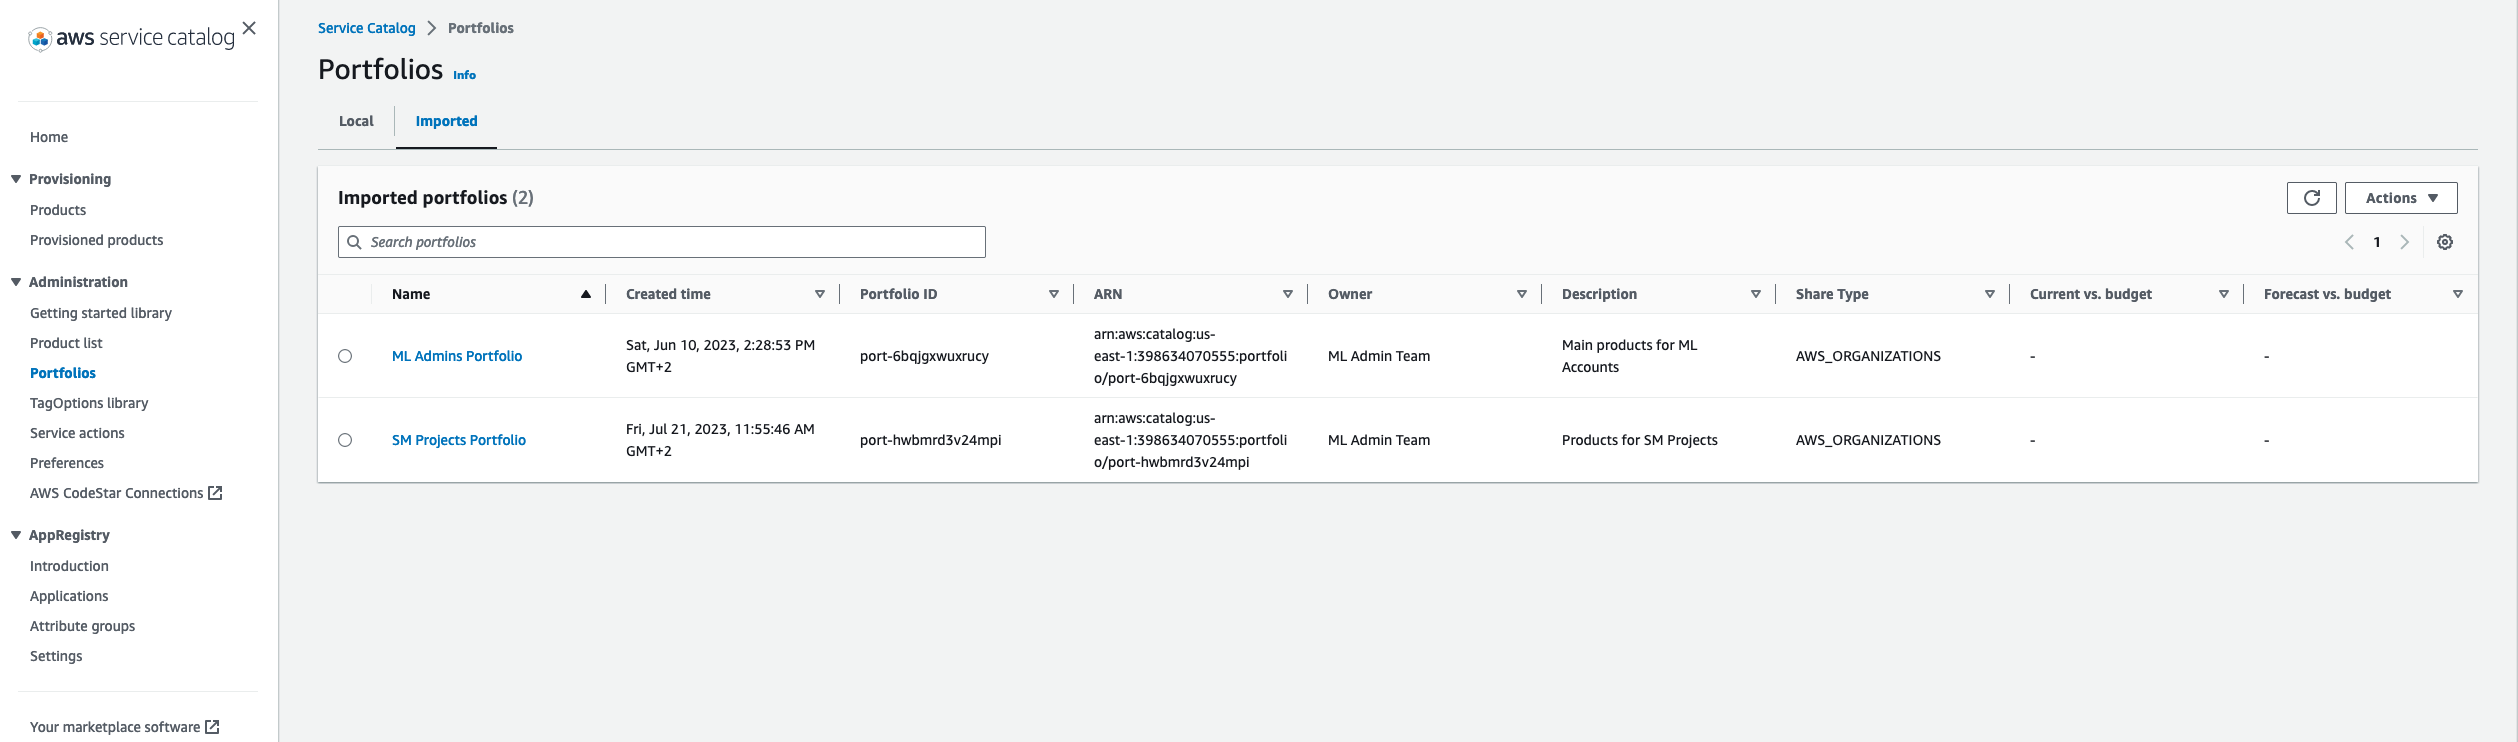 aws service catalog
Home
Provisioning
Products
Provisioned products
Administration
Getting started library
Product list
Portfolios
TagOptions library
Service actions
Preferences
AWS CodeStar Connections
AppRegistry
Introduction
Applications
Attribute groups
Settings
Your marketplace software
Service Catalog > Portfolios
Portfolios Info
Local Imported
Imported portfolios (2)
Actions
Search portfolios
1
Name Created time Portfolio ID ARN Owner Description Share Type Current vs. budget Forecast vs. budget
ML Admins Portfolio
Sat, Jun 10, 2023, 2:28:53 PM
GMT+2
port-6bqjgxwuxrucy
arn:aws:catalog:us-
east-1:398634070555:portfoli
o/port-6bqjgxwuxrucy
ML Admin Team
Main products for ML
Accounts
AWS_ORGANIZATIONS
-
-
SM Projects Portfolio
Fri, Jul 21, 2023, 11:55:46 AM
GMT+2
port-hwbmrd3v24mpi
arn:aws:catalog:us-
east-1:398634070555:portfoli
o/port-hwbmrd3v24mpi
ML Admin Team
Products for SM Projects
AWS_ORGANIZATIONS
-
-